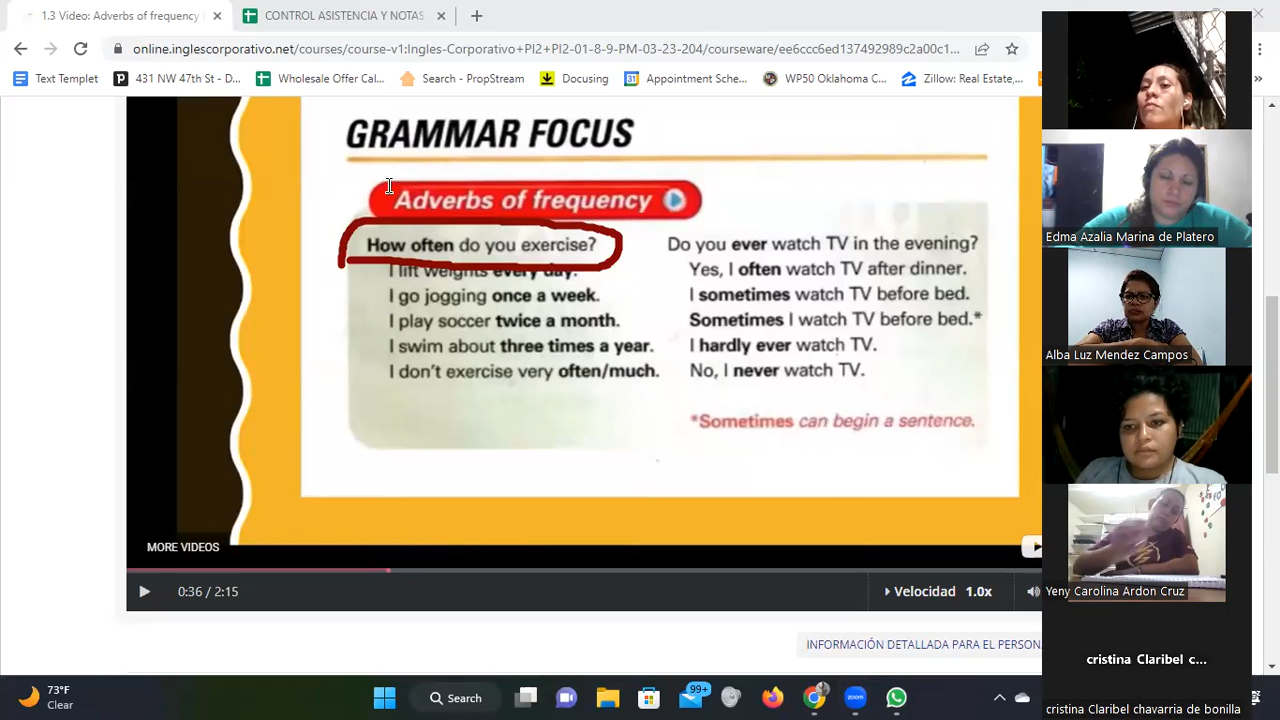 1.3 Video: Adverbs of frequency
CONTROL ASISTENCIA Y NOTAS
online.inglescorporativo.net/courses/course-v1:Ingles-Corporativo+PI2+PI2-01-8-9-PM-03-23-204/courseware/ee6ccc6ed137492989c2a00c1...
Text Templet
431 NW 47th St - D...
Wholesale Offer Cal...
Search - PropStream
Docusing
Appointment Sche...
WP50 Oklahoma C...
Zillow: Real Estate,...
GRAMMAR FOCUS
Adverbs of frequency
How often do you exercise?
I lift weights every day.
I go jogging once a week.
I play soccer twice a month.
I swim about three times a year.
I don't exercise very often/much.
Do you ever watch TV in the evening?
Yes, I often watch TV after dinner.
I sometimes watch TV before bed.
Sometimes I watch TV before bed.*
I hardly ever watch TV.
No, I never watch TV.
*Sometimes can begin a sentence.
MORE VIDEOS
0:36 / 2:15
Velocidad 1.0x
INFORMACIÓN DETALLADA PARA EL PERSON
Edma Azalia Marina de Platero
Alba Luz Mendez Campos
Yeny Carolina Ardon Cruz
cristina Claribel c...
cristina Claribel chavarria de bonilla
73°F
Clear
Search
99+